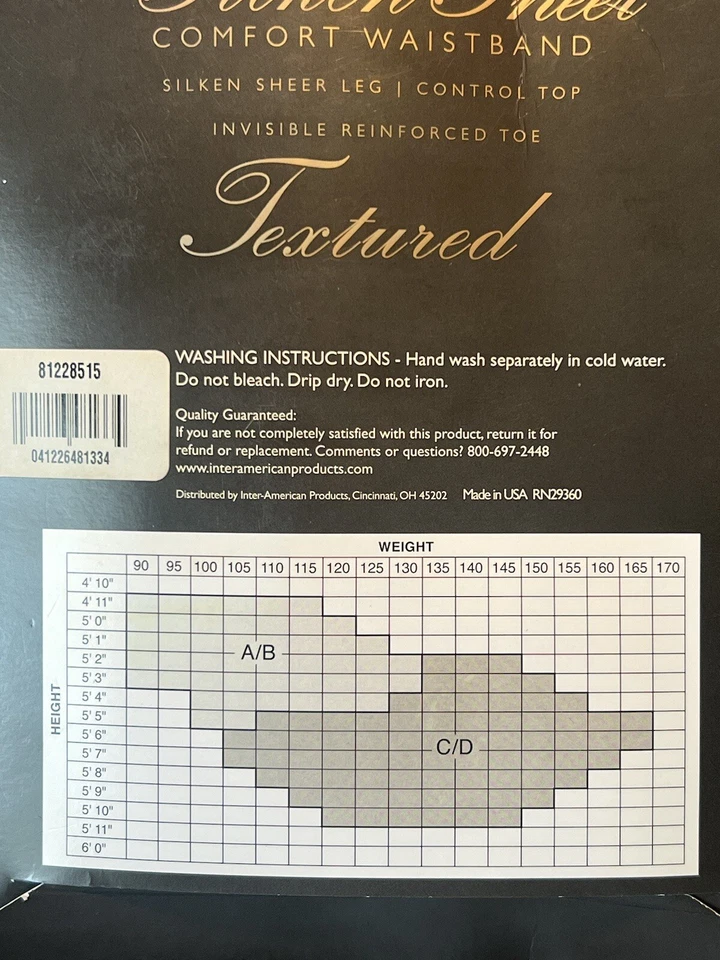 Sheer
COMFORT WAISTBAND
SILKEN SHEER LEG | CONTROL TOP
INVISIBLE REINFORCED TOE
Textured
81228515
041226481334
WASHING INSTRUCTIONS - Hand wash separately in cold water.
Do not bleach. Drip dry. Do not iron.
Quality Guaranteed:
If you are not completely satisfied with this product, return it for
refund or replacement. Comments or questions? 800-697-2448
www.interamericanproducts.com
Distributed by Inter-American Products, Cincinnati, OH 45202 Made in USA RN29360
WEIGHT
90 95 100 105 110 115 120 125 130 135 140 145 150 155 160 165 170
HEIGHT
4' 10"
4' 11"
5' 0"
5' 1"
A/B
5' 2"
5' 3"
5' 4"
5' 5"
5' 6"
C/D
5' 7"
5' 8"
5' 9"
5' 10"
5' 11"
6' 0"